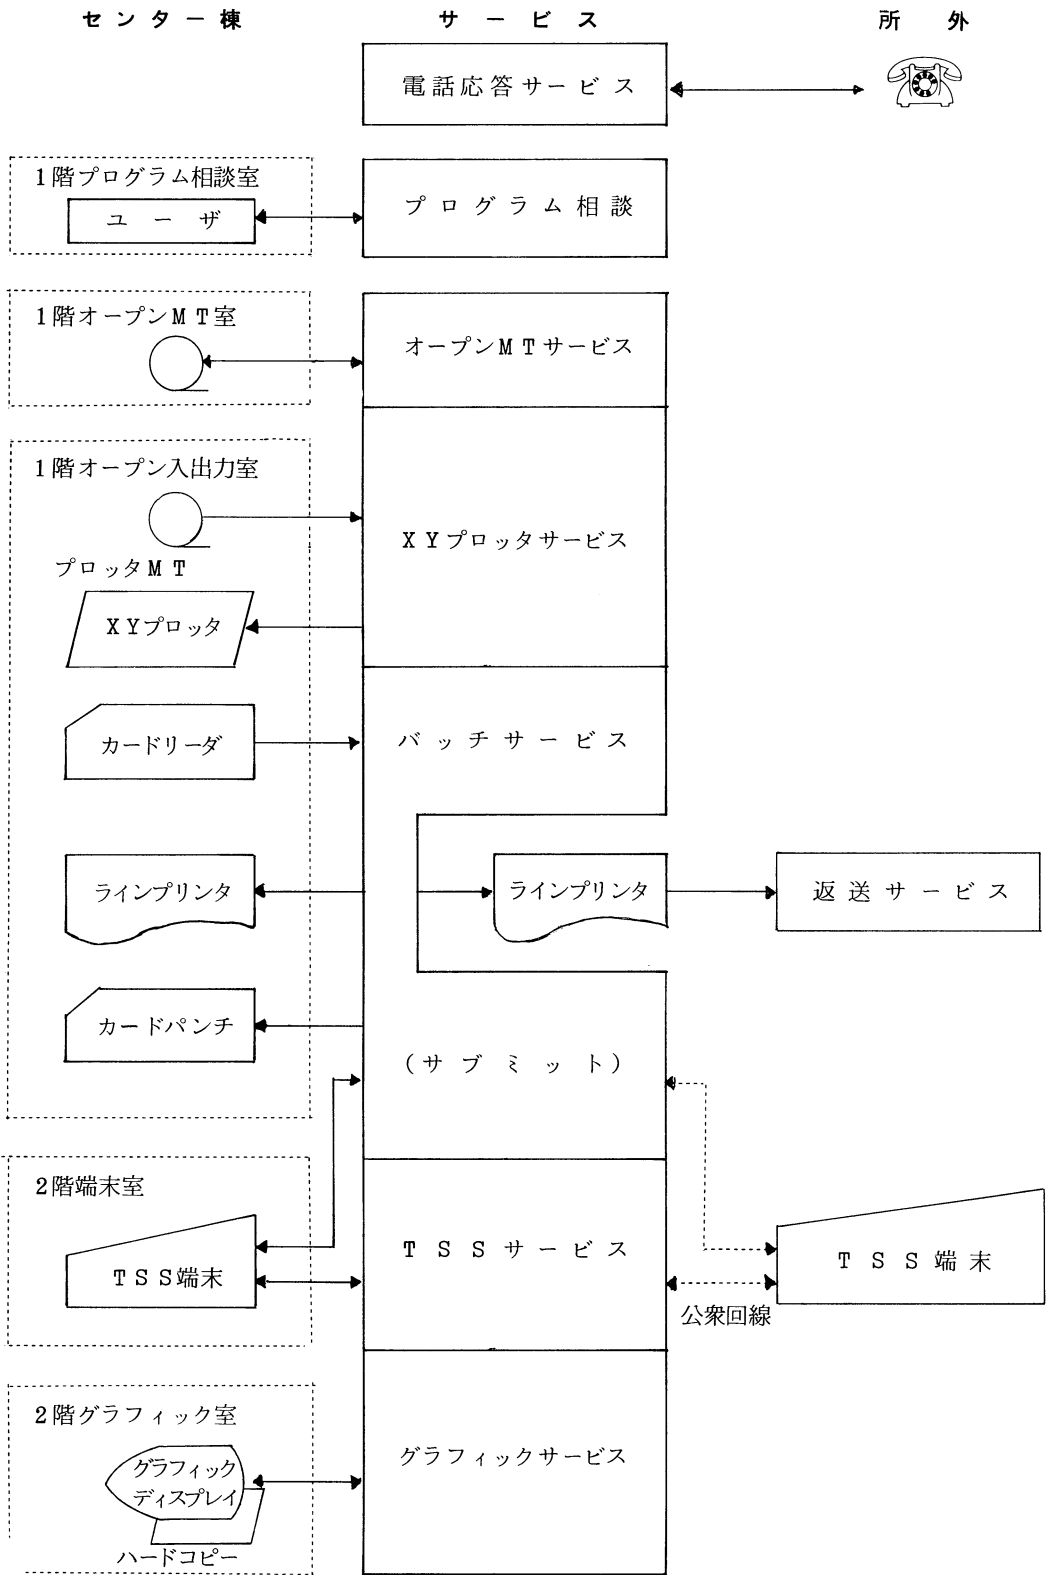 センター棟
サービス
所外
電話応答サービス
1階プログラム相談室
ユーザ
プログラム相談
1階オープンMT室
オープンMTサービス
1階オープン入出力室
XYプロッタサービス
プロッタMT
XYプロッタ
カードリーダ
バッチサービス
ラインプリンタ
ラインプリンタ
返送サービス
カードパンチ
(サブミット)
2階端末室
TSS端末
TSSサービス
TSS端末
公衆回線
2階グラフィック室
グラフィック
ディスプレイ
グラフィックサービス
ハードコピー